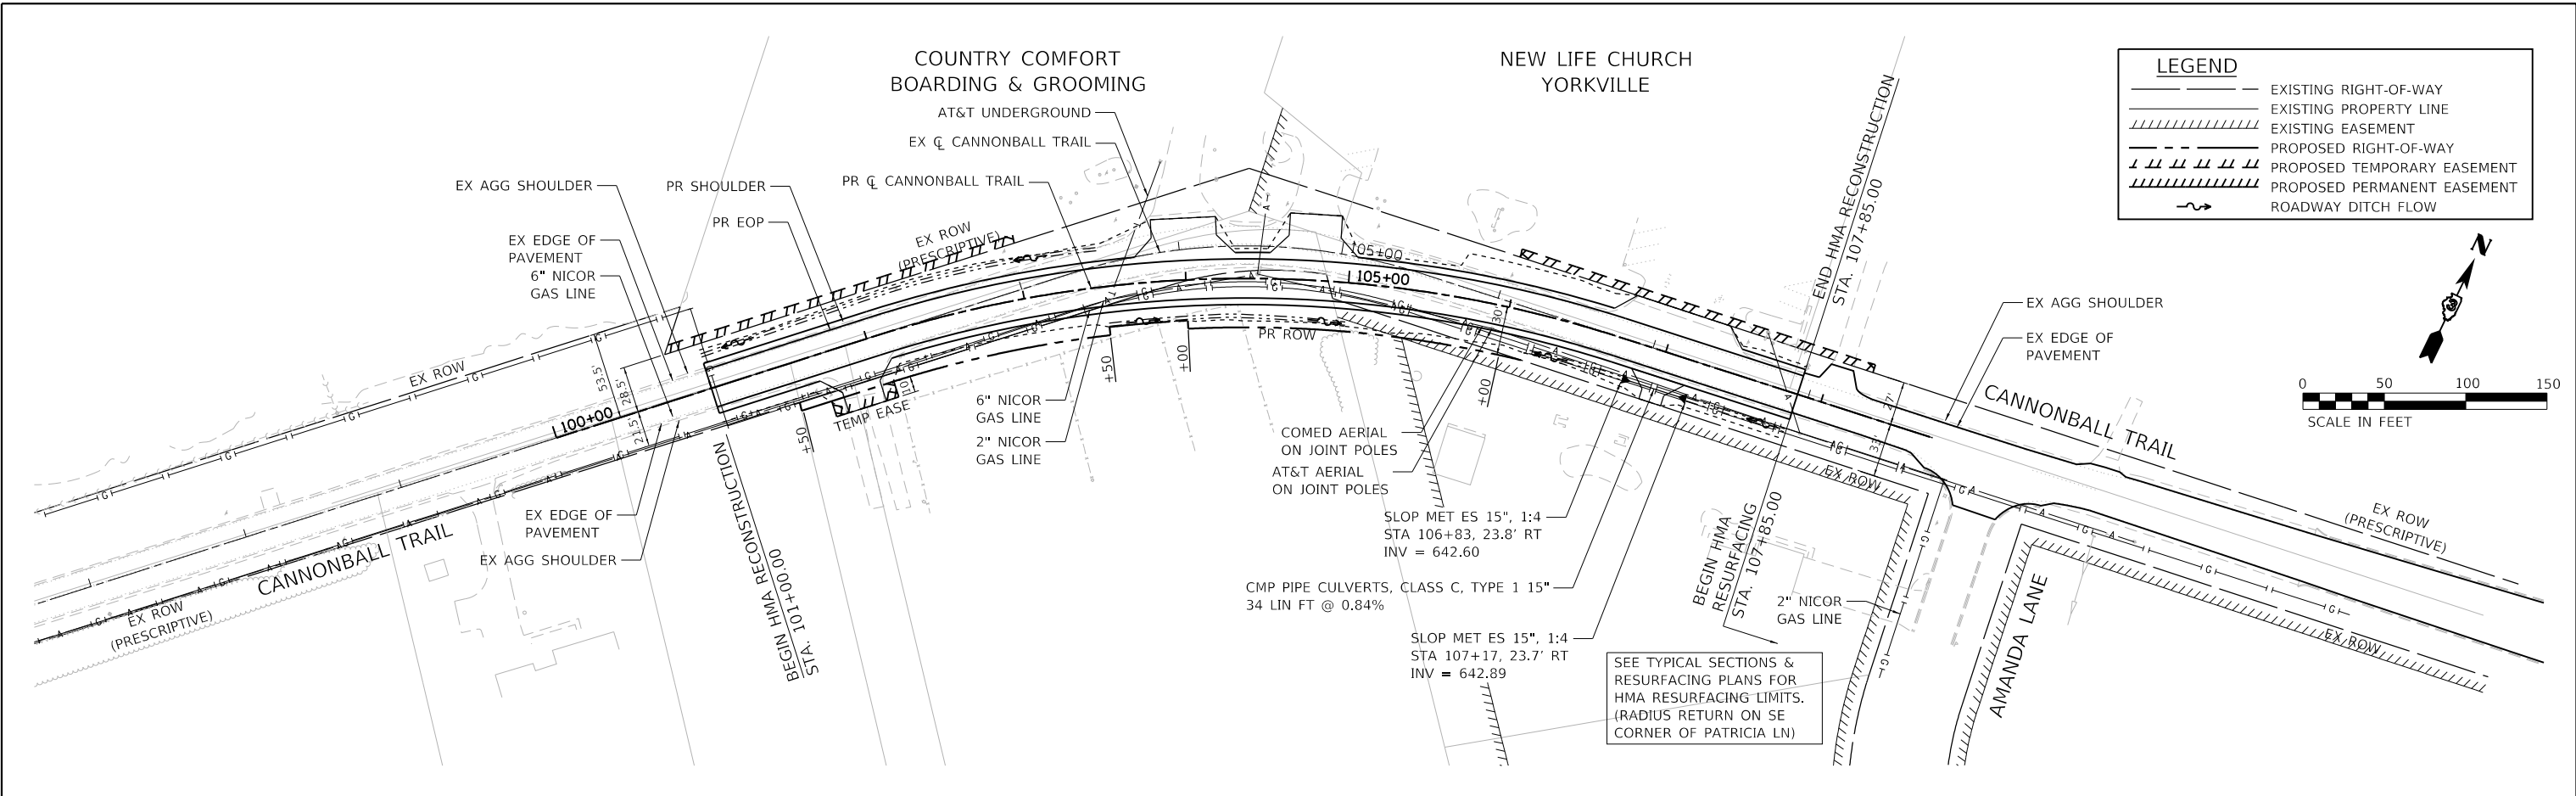 COUNTRY COMFORT
BOARDING & GROOMING
NEW LIFE CHURCH
YORKVILLE
LEGEND
EXISTING RIGHT-OF-WAY
EXISTING PROPERTY LINE
EXISTING EASEMENT
PROPOSED RIGHT-OF-WAY
PROPOSED TEMPORARY EASEMENT
PROPOSED PERMANENT EASEMENT
ROADWAY DITCH FLOW
N
0 50 100 150
SCALE IN FEET
AT&T UNDERGROUND
EX ℄ CANNONBALL TRAIL
PR ℄ CANNONBALL TRAIL
EX AGG SHOULDER
PR SHOULDER
PR EOP
EX EDGE OF
PAVEMENT
6" NICOR
GAS LINE
EX ROW
(PRESCRIPTIVE)
EX ROW
53.5'
28.5'
21.5'
100+00
105+00
105+00
PR ROW
+50
+00
30'
+00
+50
10'
TEMP EASE
6" NICOR
GAS LINE
2" NICOR
GAS LINE
COMED AERIAL
ON JOINT POLES
AT&T AERIAL
ON JOINT POLES
END HMA RECONSTRUCTION
STA. 107+85.00
EX AGG SHOULDER
EX EDGE OF
PAVEMENT
CANNONBALL TRAIL
27'
33'
EX ROW
EX ROW
(PRESCRIPTIVE)
EX ROW
EX EDGE OF
PAVEMENT
EX AGG SHOULDER
CANNONBALL TRAIL
EX ROW
(PRESCRIPTIVE)
BEGIN HMA RECONSTRUCTION
STA. 101+00.00
SLOP MET ES 15", 1:4
STA 106+83, 23.8' RT
INV = 642.60
CMP PIPE CULVERTS, CLASS C, TYPE 1 15"
34 LIN FT @ 0.84%
SLOP MET ES 15", 1:4
STA 107+17, 23.7' RT
INV = 642.89
BEGIN HMA
RESURFACING
STA. 107+85.00
2" NICOR
GAS LINE
AMANDA LANE
SEE TYPICAL SECTIONS &
RESURFACING PLANS FOR
HMA RESURFACING LIMITS.
(RADIUS RETURN ON SE
CORNER OF PATRICIA LN)